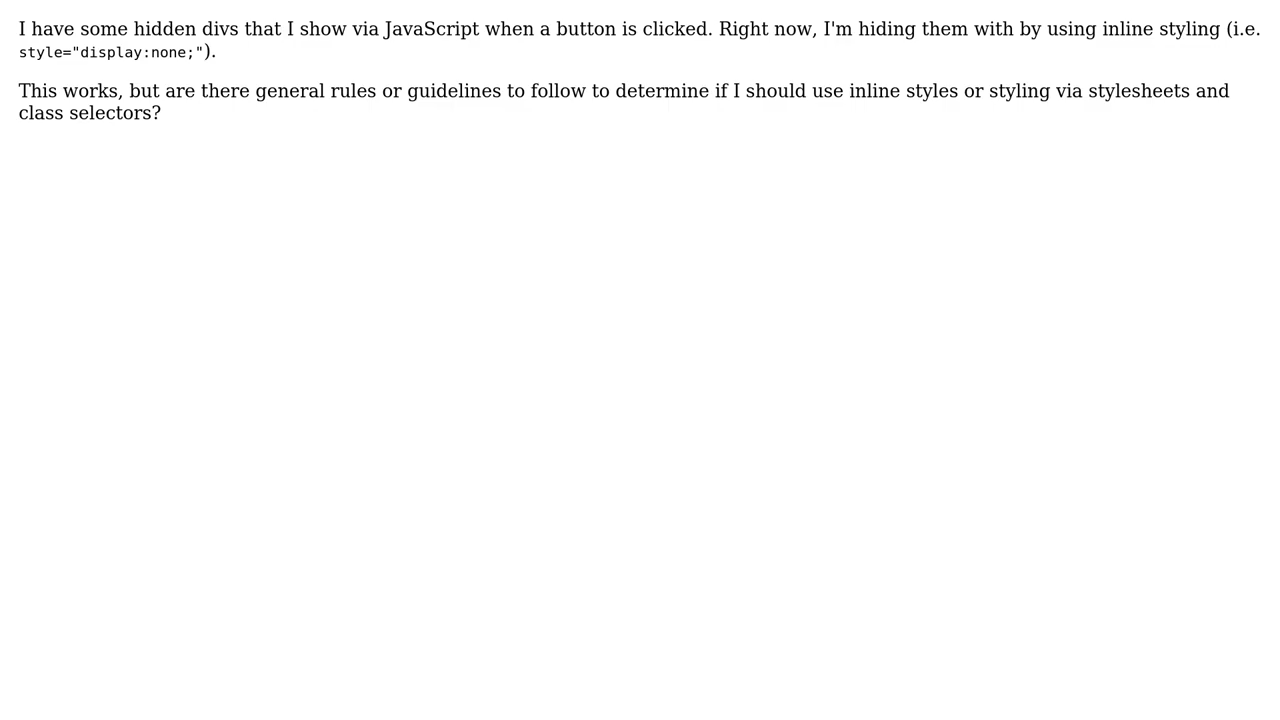 I have some hidden divs that I show via JavaScript when a button is clicked. Right now, I'm hiding them with by using inline styling (i.e.
style="display:none;").
This works, but are there general rules or guidelines to follow to determine if I should use inline styles or styling via stylesheets and
class selectors?